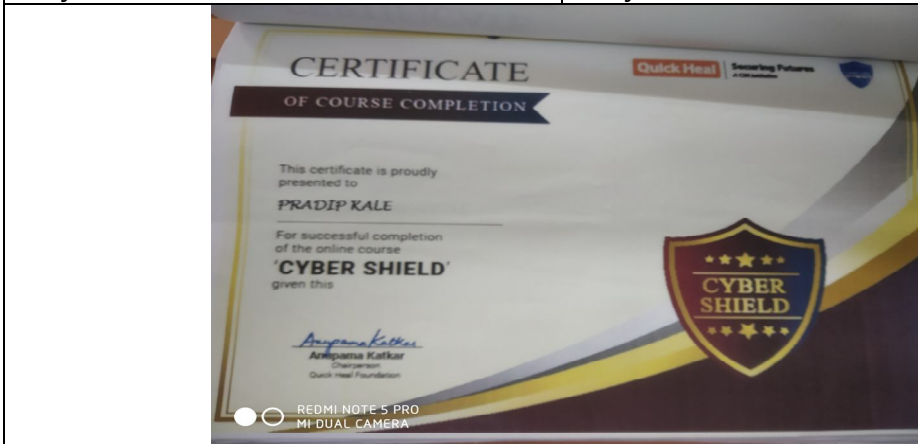 CERTIFICATE
OF COURSE COMPLETION
Quick Heal
Securing Futures
This certificate is proudly
presented to
PRADIP KALE
For successful completion
of the online course
'CYBER SHIELD'
given this
Anupama Katkar
Anupama Katkar
Chairperson
Quick Heal Foundation
CYBER
SHIELD
REDMI NOTE 5 PRO
MI DUAL CAMERA